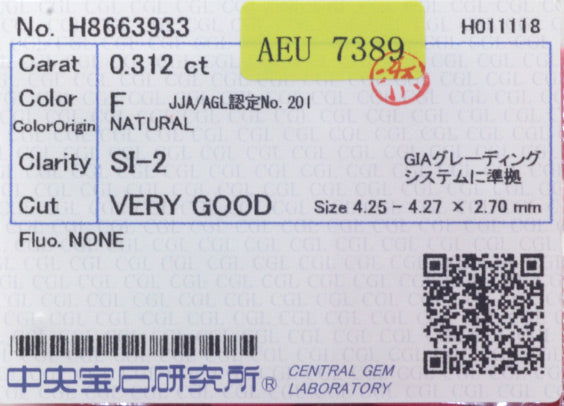 No. H8663933
AEU 7389
H011118
Carat 0.312 ct
Color F JJA/AGL認定No. 201
ColorOrigin NATURAL
Clarity SI-2
GIAグレーディング
システムに準拠
Cut VERY GOOD Size 4.25 - 4.27 × 2.70 mm
Fluo. NONE
中央宝石研究所® CENTRAL GEM
LABORATORY